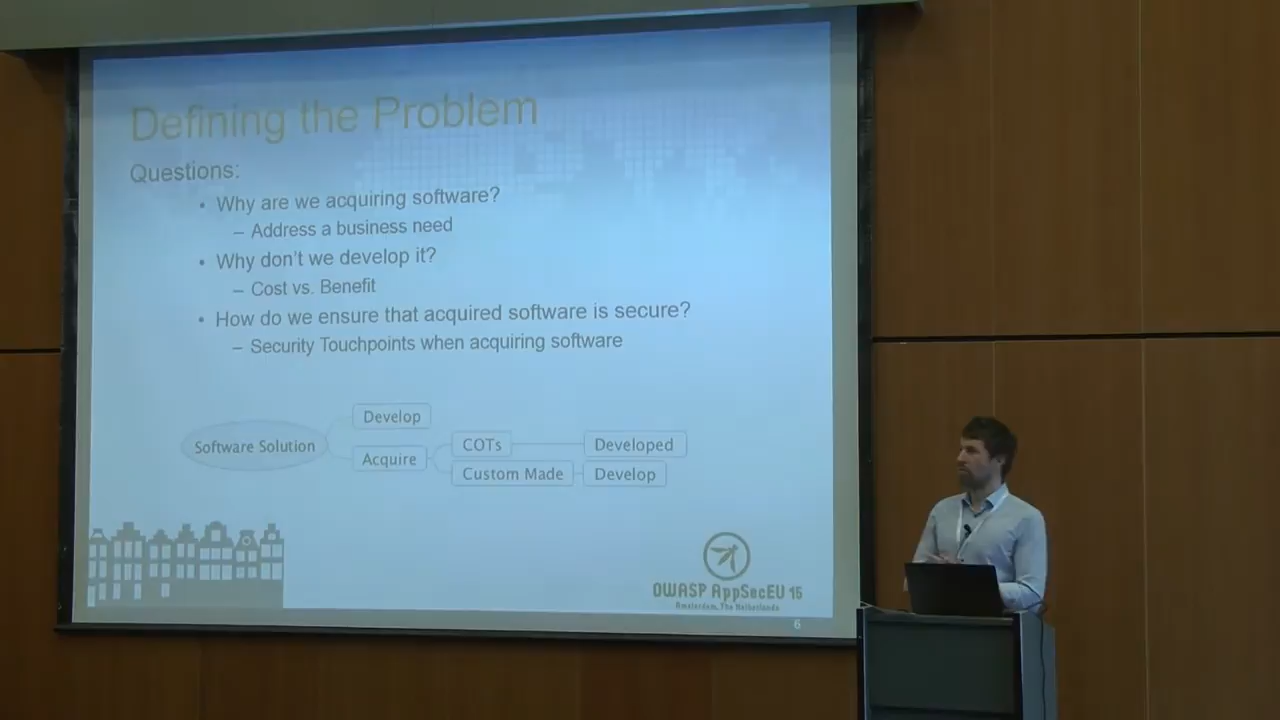 Defining the Problem
Questions:
• Why are we acquiring software?
– Address a business need
• Why don't we develop it?
– Cost vs. Benefit
• How do we ensure that acquired software is secure?
– Security Touchpoints when acquiring software
Develop
Software Solution
Acquire
COTs
Developed
Custom Made
Develop
OWASP AppSecEU 15
Amsterdam, The Netherlands
6